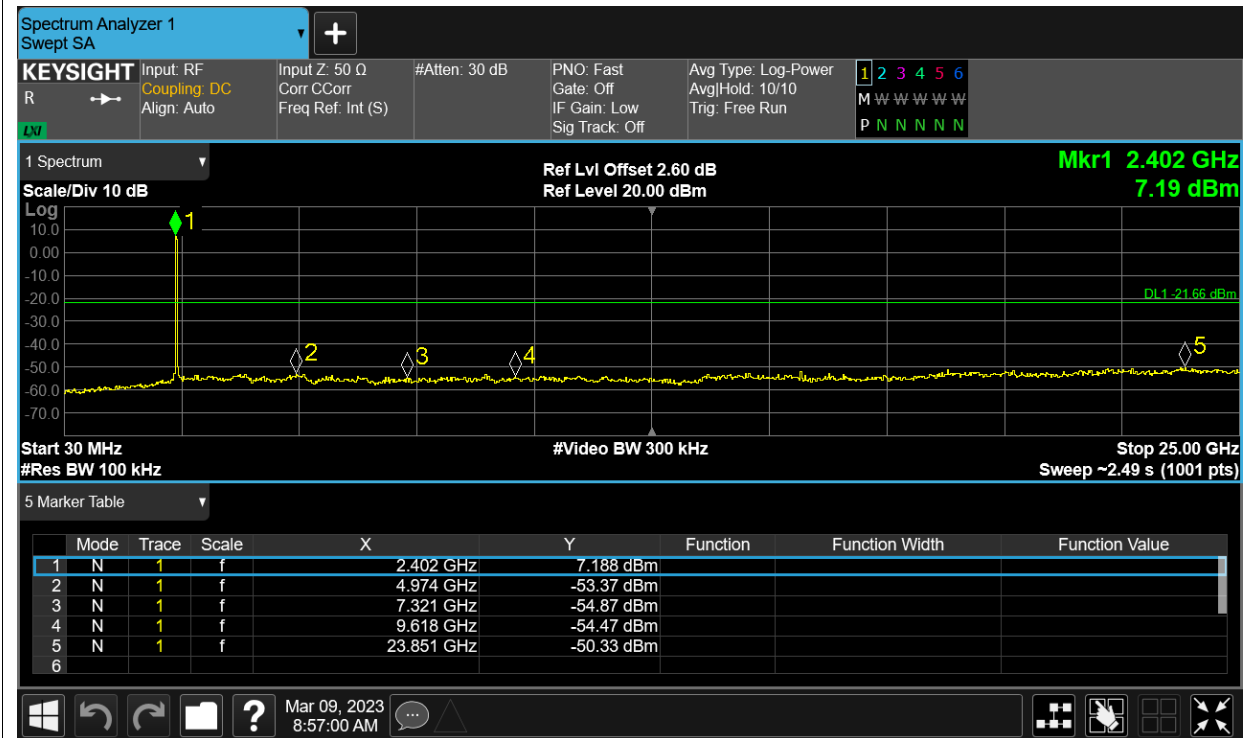 Spectrum Analyzer 1
Swept SA
+
KEYSIGHT Input: RF Input Z: 50 Ω #Atten: 30 dB PNO: Fast Avg Type: Log-Power 1 2 3 4 5 6
R Coupling: DC Corr CCorr Gate: Off Avg|Hold: 10/10 M W W W W W
Align: Auto Freq Ref: Int (S) IF Gain: Low Trig: Free Run
LXI Sig Track: Off P N N N N N
1 Spectrum Ref Lvl Offset 2.60 dB Mkr1 2.402 GHz
Scale/Div 10 dB Ref Level 20.00 dBm 7.19 dBm
Log
1
10.0
0.00
-10.0
-20.0 DL1 -21.66 dBm
-30.0
-40.0
2 3 4 5
-50.0
-60.0
-70.0
Start 30 MHz #Video BW 300 kHz Stop 25.00 GHz
#Res BW 100 kHz Sweep ~2.49 s (1001 pts)
5 Marker Table
Mode Trace Scale X Y Function Function Width Function Value
1 N 1 f 2.402 GHz 7.188 dBm
2 N 1 f 4.974 GHz -53.37 dBm
3 N 1 f 7.321 GHz -54.87 dBm
4 N 1 f 9.618 GHz -54.47 dBm
5 N 1 f 23.851 GHz -50.33 dBm
6
? Mar 09, 2023
8:57:00 AM